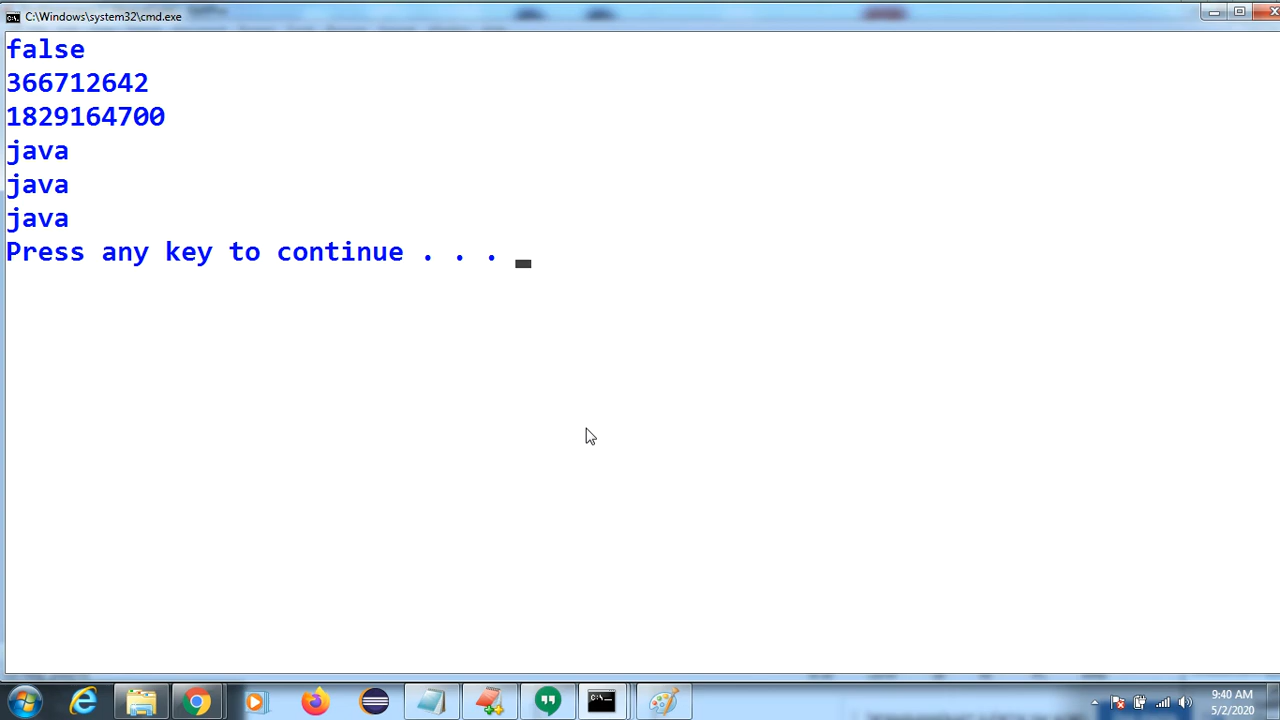 C:\Windows\system32\cmd.exe
false
366712642
1829164700
java
java
java
Press any key to continue . . .
9:40 AM
5/2/2020